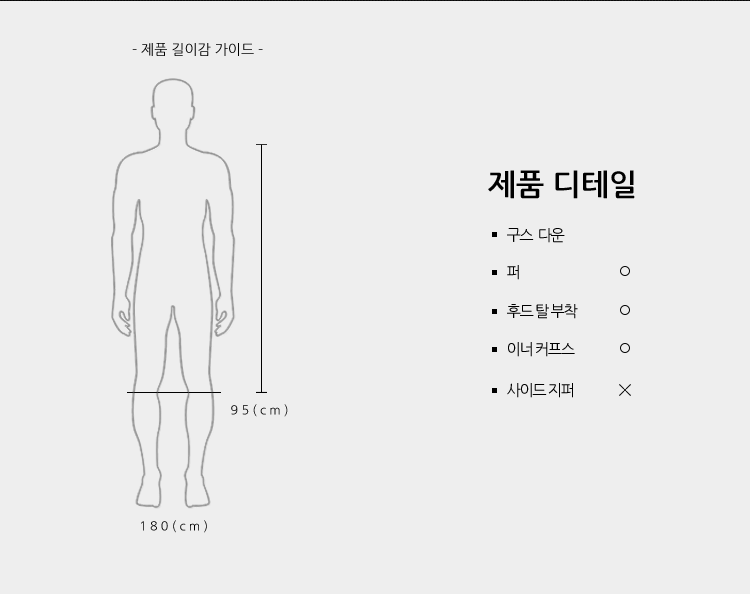 - 제품 길이감 가이드 -
95(cm)
180(cm)
제품 디테일
▪ 구스 다운
▪ 퍼 ○
▪ 후드 탈 부착 ○
▪ 이너 커프스 ○
▪ 사이드 지퍼 ×